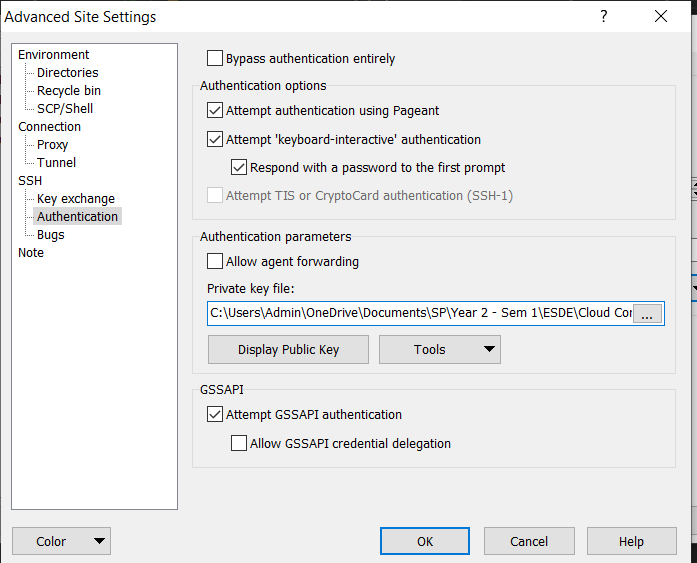 Advanced Site Settings
Environment
Directories
Recycle bin
SCP/Shell
Connection
Proxy
Tunnel
SSH
Key exchange
Authentication
Bugs
Note
Bypass authentication entirely
Authentication options
Attempt authentication using Pageant
Attempt 'keyboard-interactive' authentication
Respond with a password to the first prompt
Attempt TIS or CryptoCard authentication (SSH-1)
Authentication parameters
Allow agent forwarding
Private key file:
C:\Users\Admin\OneDrive\Documents\SP\Year 2 - Sem 1\ESDE\Cloud Cor ...
Display Public Key
Tools
GSSAPI
Attempt GSSAPI authentication
Allow GSSAPI credential delegation
Color
OK
Cancel
Help